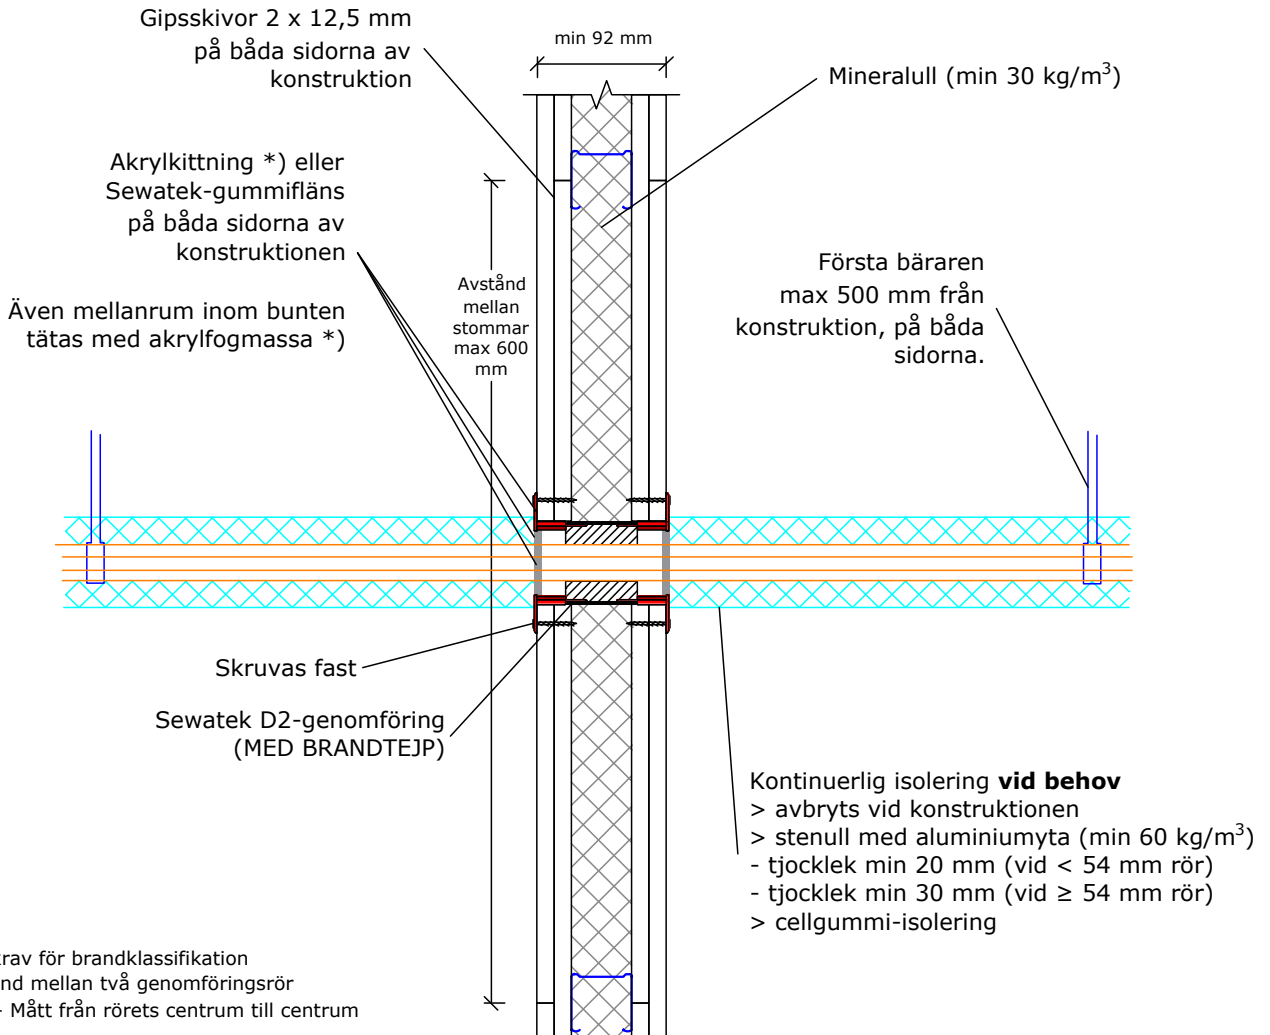 Gipsskivor 2 x 12,5 mm
på båda sidorna av
konstruktion
min 92 mm
Mineralull (min 30 kg/m³)
Akrylkittning *) eller
Sewatek-gummifläns
på båda sidorna av
konstruktionen
Även mellanrum inom bunten
tätas med akrylfogmassa *)
Avstånd
mellan
stommar
max 600
mm
Första bäraren
max 500 mm från
konstruktion, på båda
sidorna.
Skruvas fast
Sewatek D2-genomföring
(MED BRANDTEJP)
Kontinuerlig isolering vid behov
> avbryts vid konstruktionen
> stenull med aluminiumyta (min 60 kg/m³)
- tjocklek min 20 mm (vid < 54 mm rör)
- tjocklek min 30 mm (vid ≥ 54 mm rör)
> cellgummi-isolering
för brandklassifikation
mellan två genomföringsrör
- Mått från rörets centrum till centrum